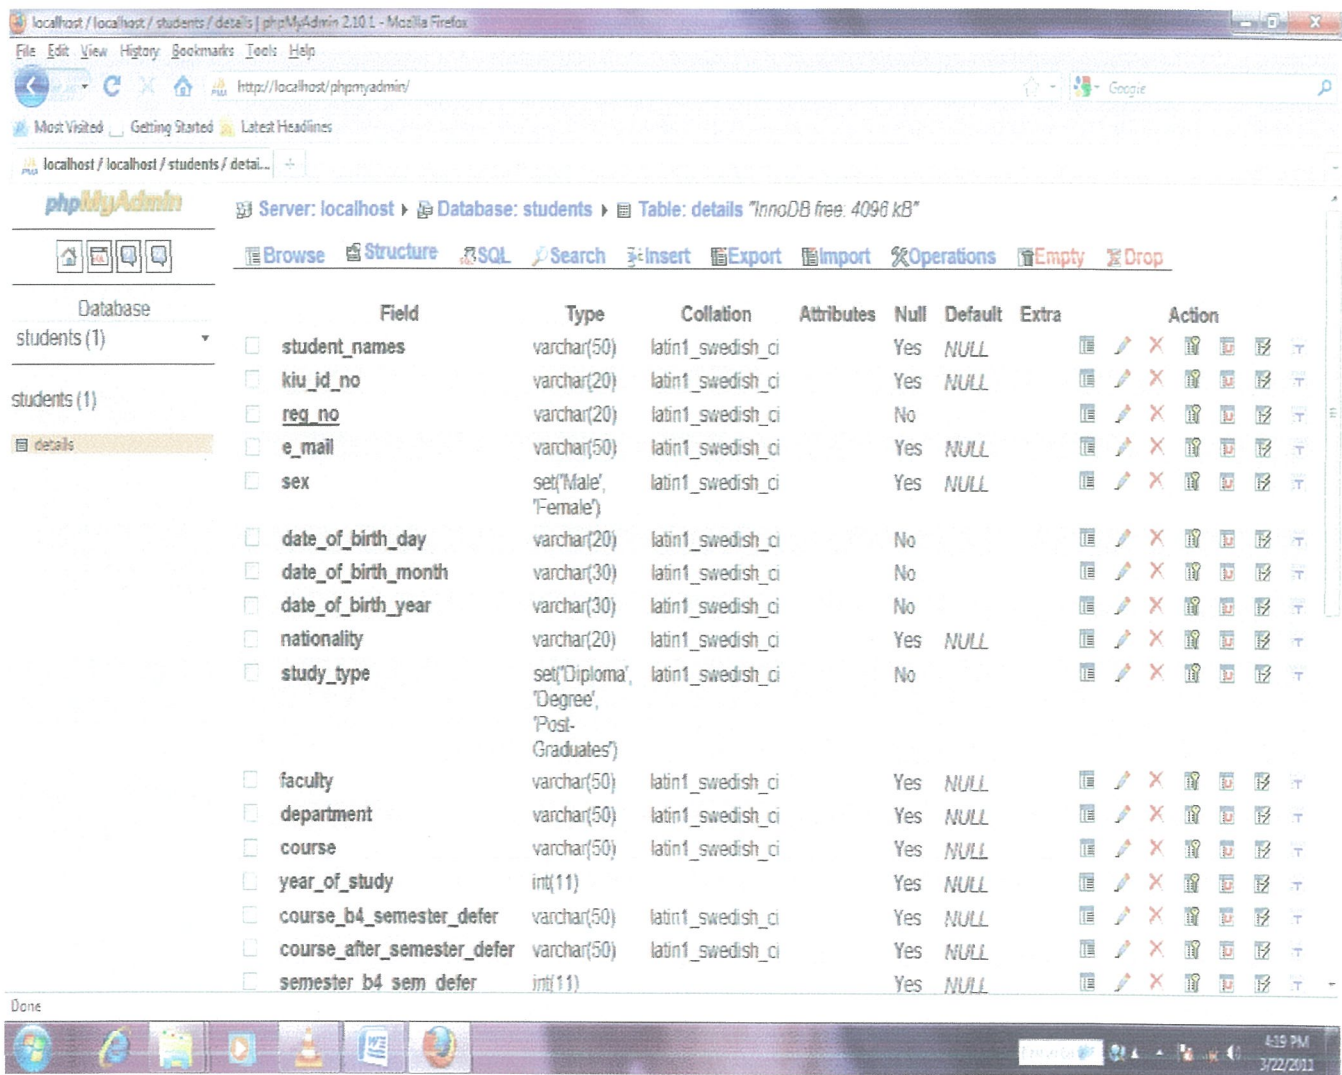 localhost / localhost / students / details | phpMyAdmin 2.10.1 - Mozilla Firefox
File Edit View History Bookmarks Tools Help
http://localhost/phpmyadmin/ Google
Most Visited Getting Started Latest Headlines
localhost / localhost / students / detai...
phpMyAdmin
Server: localhost Database: students Table: details "InnoDB free: 4096 kB"
Browse Structure SQL Search Insert Export Import Operations Empty Drop
Database
students (1)
students (1)
details
Field Type Collation Attributes Null Default Extra Action
student_names varchar(50) latin1_swedish_ci Yes NULL
kiu_id_no varchar(20) latin1_swedish_ci Yes NULL
reg_no varchar(20) latin1_swedish_ci No
e_mail varchar(50) latin1_swedish_ci Yes NULL
sex set('Male', latin1_swedish_ci Yes NULL
'Female')
date_of_birth_day varchar(20) latin1_swedish_ci No
date_of_birth_month varchar(30) latin1_swedish_ci No
date_of_birth_year varchar(30) latin1_swedish_ci No
nationality varchar(20) latin1_swedish_ci Yes NULL
study_type set('Diploma', latin1_swedish_ci No
'Degree',
'Post-
Graduates')
faculty varchar(50) latin1_swedish_ci Yes NULL
department varchar(50) latin1_swedish_ci Yes NULL
course varchar(50) latin1_swedish_ci Yes NULL
year_of_study int(11) Yes NULL
course_b4_semester_defer varchar(50) latin1_swedish_ci Yes NULL
course_after_semester_defer varchar(50) latin1_swedish_ci Yes NULL
semester_b4_sem_defer int(11) Yes NULL
Done
4:19 PM
3/22/2011